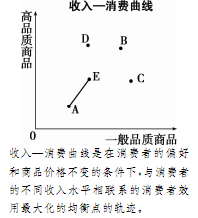 收入—消费曲线
高品质商品
D
B
E
C
A
0
一般品质商品
收入—消费曲线是在消费者的偏好
和商品价格不变的条件下,与消费者
的不同收入水平相联系的消费者效
用最大化的均衡点的轨迹。